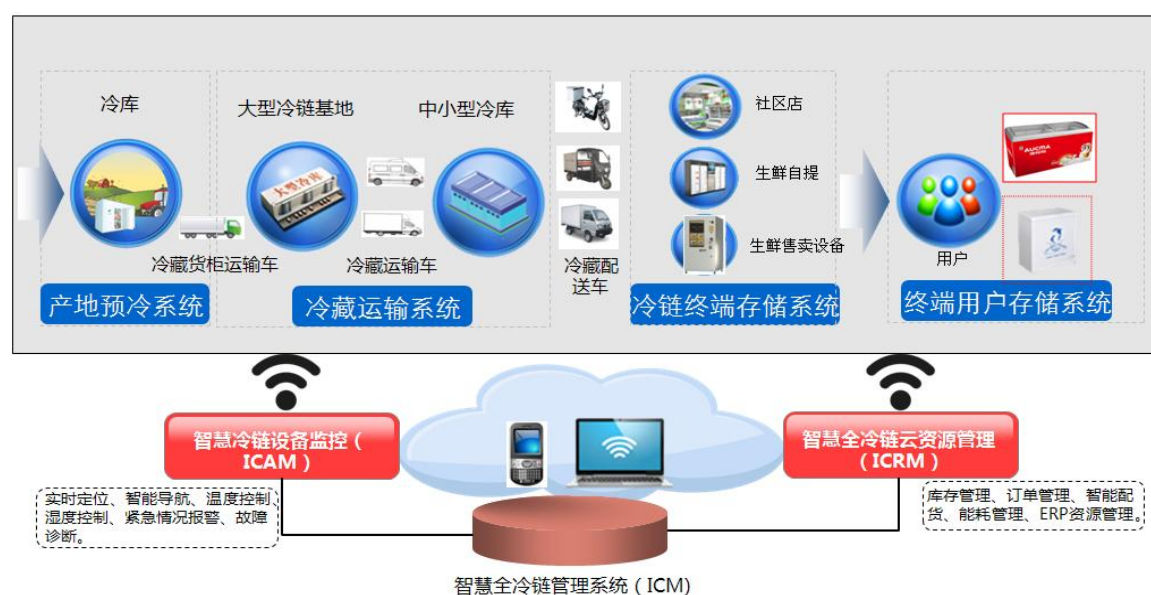 冷库
大型冷链基地
中小型冷库
大型冷库
冷藏货柜运输车
冷藏运输车
冷藏配
送车
社区店
生鲜自提
生鲜售卖设备
用户
AUCMA
产地预冷系统
冷藏运输系统
冷链终端存储系统
终端用户存储系统
智慧冷链设备监控（
ICAM）
智慧全冷链云资源管理
（ICRM）
实时定位、智能导航、温度控制、
湿度控制、紧急情况报警、故障
诊断。
库存管理、订单管理、智能配
货、能耗管理、ERP资源管理。
智慧全冷链管理系统（ICM)